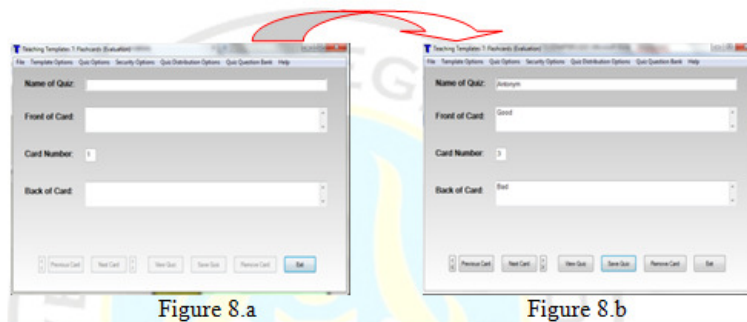 Teaching Templates 7: Flashcards (Evaluation)
File Template Options Quiz Options Security Options Quiz Distribution Options Quiz Question Bank Help
Name of Quiz:
Front of Card:
Card Number: 1
Back of Card:
Previous Card Next Card View Quiz Save Quiz Remove Card Exit
Figure 8.a
Teaching Templates 7: Flashcards (Evaluation)
File Template Options Quiz Options Security Options Quiz Distribution Options Quiz Question Bank Help
Name of Quiz: Antonym
Front of Card: Good
Card Number: 3
Back of Card: Bad
Previous Card Next Card View Quiz Save Quiz Remove Card Exit
Figure 8.b